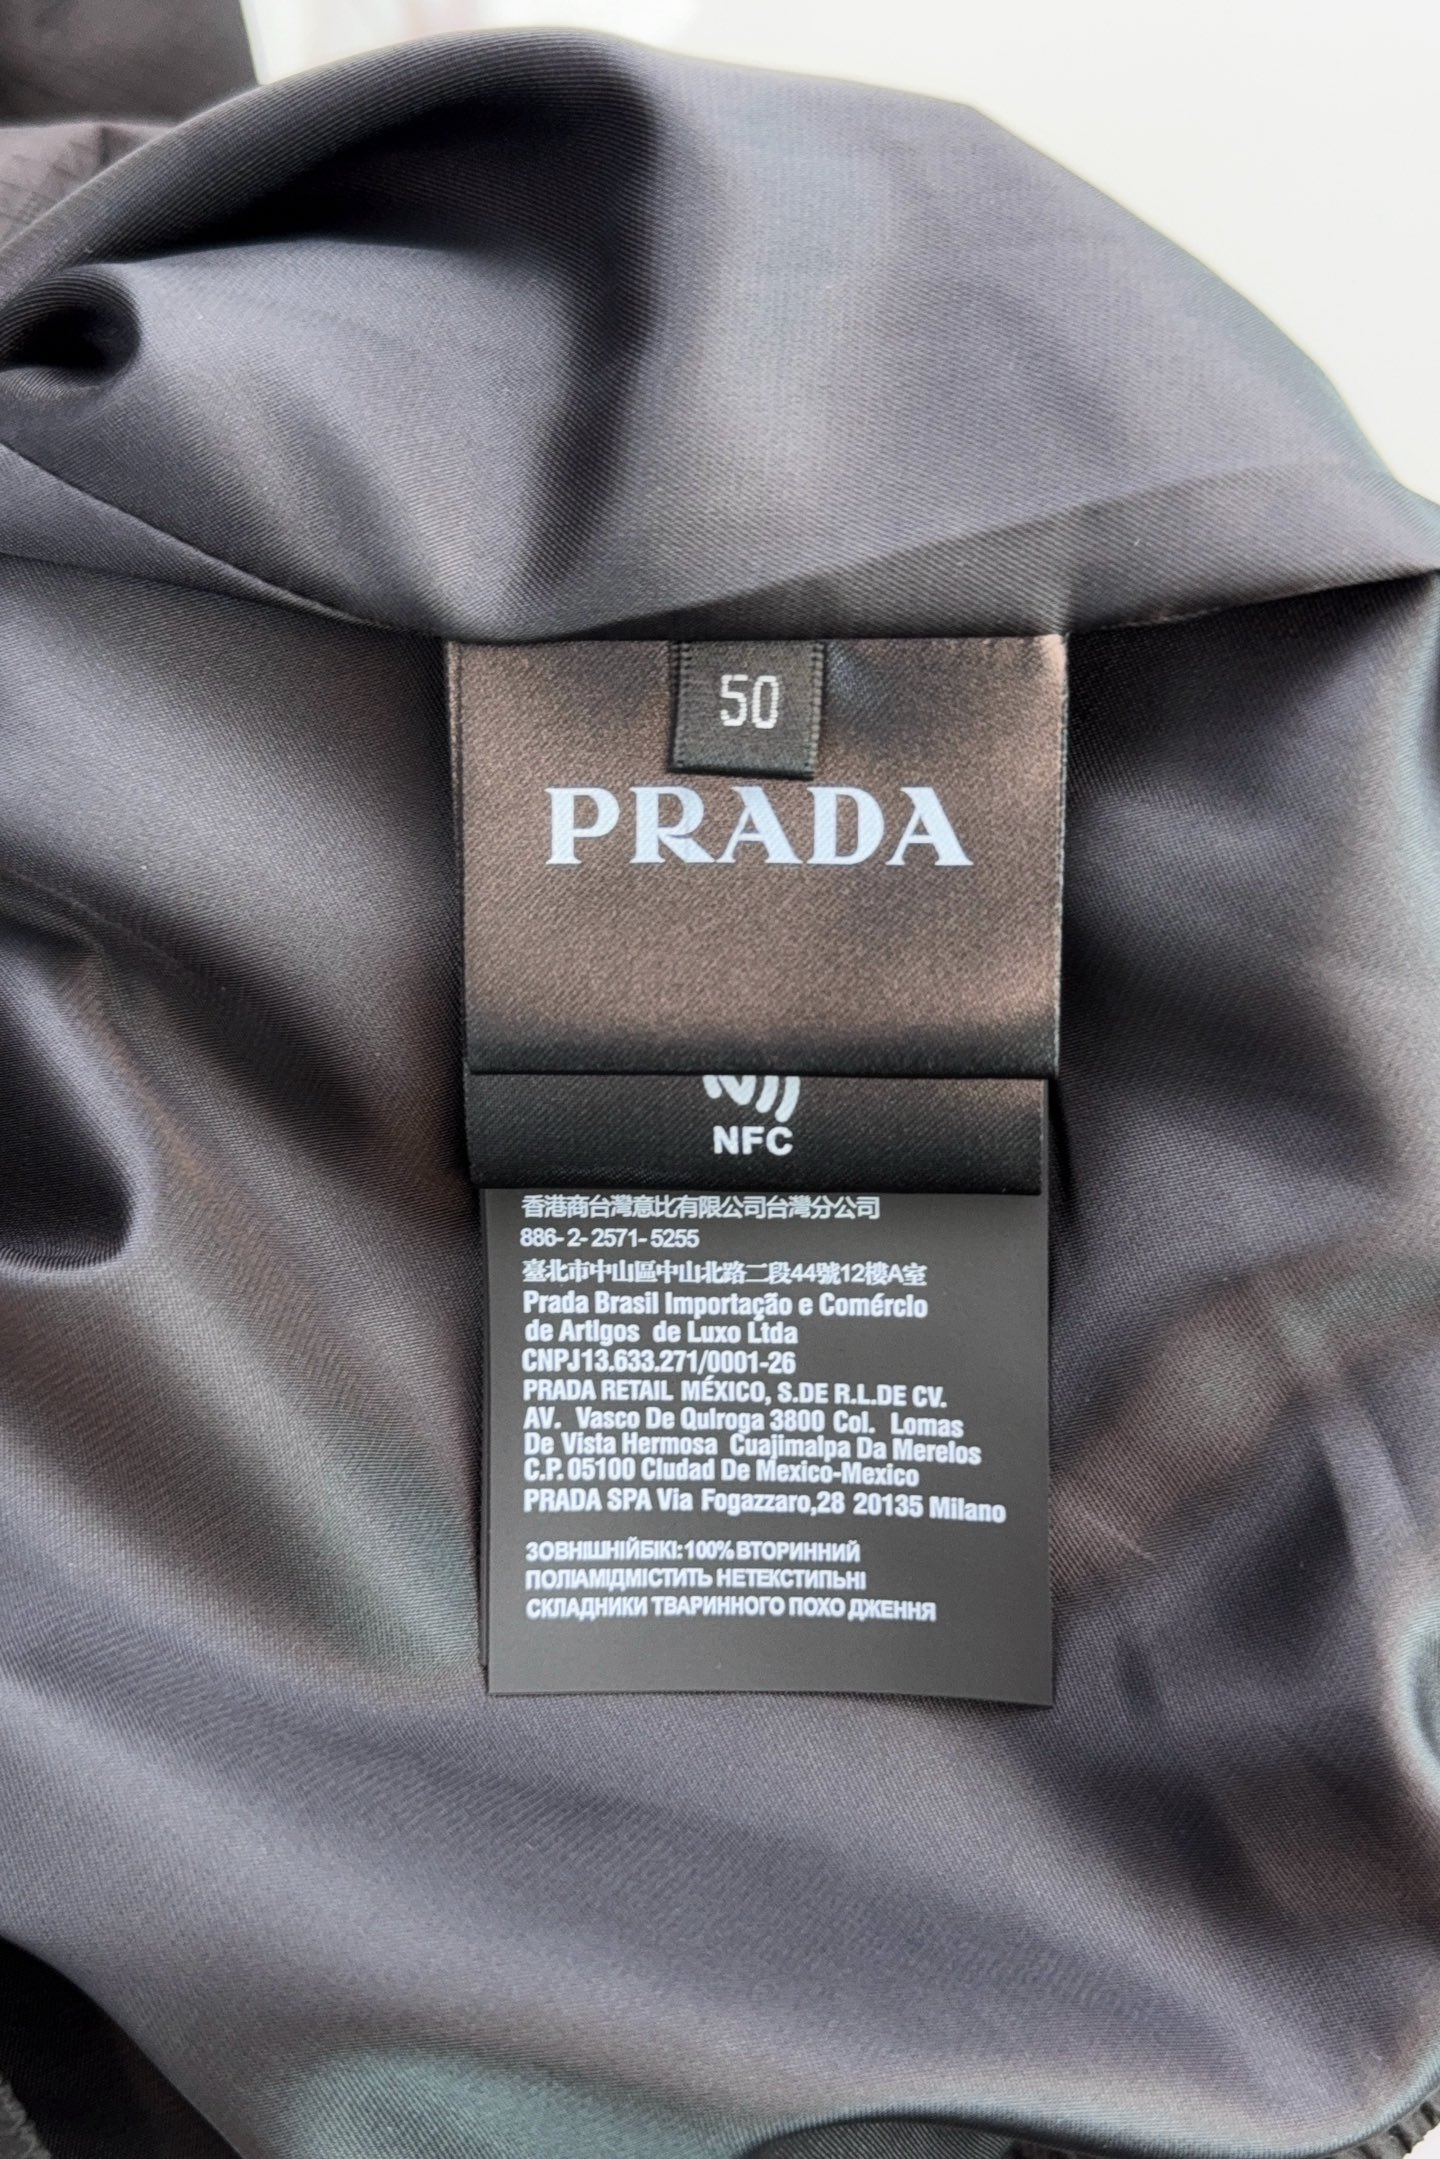 50
PRADA
NFC
香港商台灣意比有限公司台灣分公司
886-2-2571-5255
臺北市中山區中山北路二段44號12樓A室
Prada Brasil Importação e Comérclo
de Artlgos de Luxo Ltda
CNPJ13.633.271/0001-26
PRADA RETAIL MÉXICO, S.DE R.L.DE CV.
AV. Vasco De Qulroga 3800 Col. Lomas
De Vista Hermosa Cuajimalpa Da Merelos
C.P. 05100 Cludad De Mexico-Mexico
PRADA SPA Via Fogazzaro,28 20135 Milano
ЗОВНІШНІЙБІКІ:100% ВТОРИННИЙ
ПОЛІАМІДМІСТИТЬ НЕТЕКСТИПЬНІ
СКЛАДНИКИ ТВАРИННОГО ПОХО ДЖЕННЯ